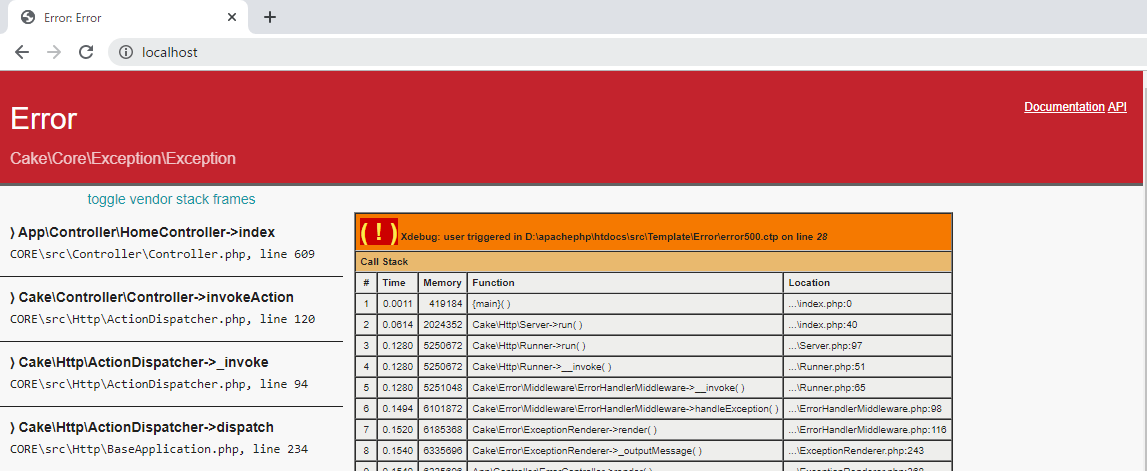 Error: Error
localhost
Error
Documentation API
Cake\Core\Exception\Exception
toggle vendor stack frames
⟩ App\Controller\HomeController->index
CORE\src\Controller\Controller.php, line 609
⟩ Cake\Controller\Controller->invokeAction
CORE\src\Http\ActionDispatcher.php, line 120
⟩ Cake\Http\ActionDispatcher->_invoke
CORE\src\Http\ActionDispatcher.php, line 94
⟩ Cake\Http\ActionDispatcher->dispatch
CORE\src\Http\BaseApplication.php, line 234
( ! ) Xdebug: user triggered in D:\apachephp\htdocs\src\Template\Error\error500.ctp on line 28
Call Stack
# Time Memory Function Location
1 0.0011 419184 {main}( ) ...\index.php:0
2 0.0614 2024352 Cake\Http\Server->run( ) ...\index.php:40
3 0.1280 5250672 Cake\Http\Runner->run( ) ...\Server.php:97
4 0.1280 5250672 Cake\Http\Runner->__invoke( ) ...\Runner.php:51
5 0.1280 5251048 Cake\Error\Middleware\ErrorHandlerMiddleware->__invoke( ) ...\Runner.php:65
6 0.1494 6101872 Cake\Error\Middleware\ErrorHandlerMiddleware->handleException( ) ...\ErrorHandlerMiddleware.php:98
7 0.1520 6185368 Cake\Error\ExceptionRenderer->render( ) ...\ErrorHandlerMiddleware.php:116
8 0.1540 6335696 Cake\Error\ExceptionRenderer->_outputMessage( ) ...\ExceptionRenderer.php:243